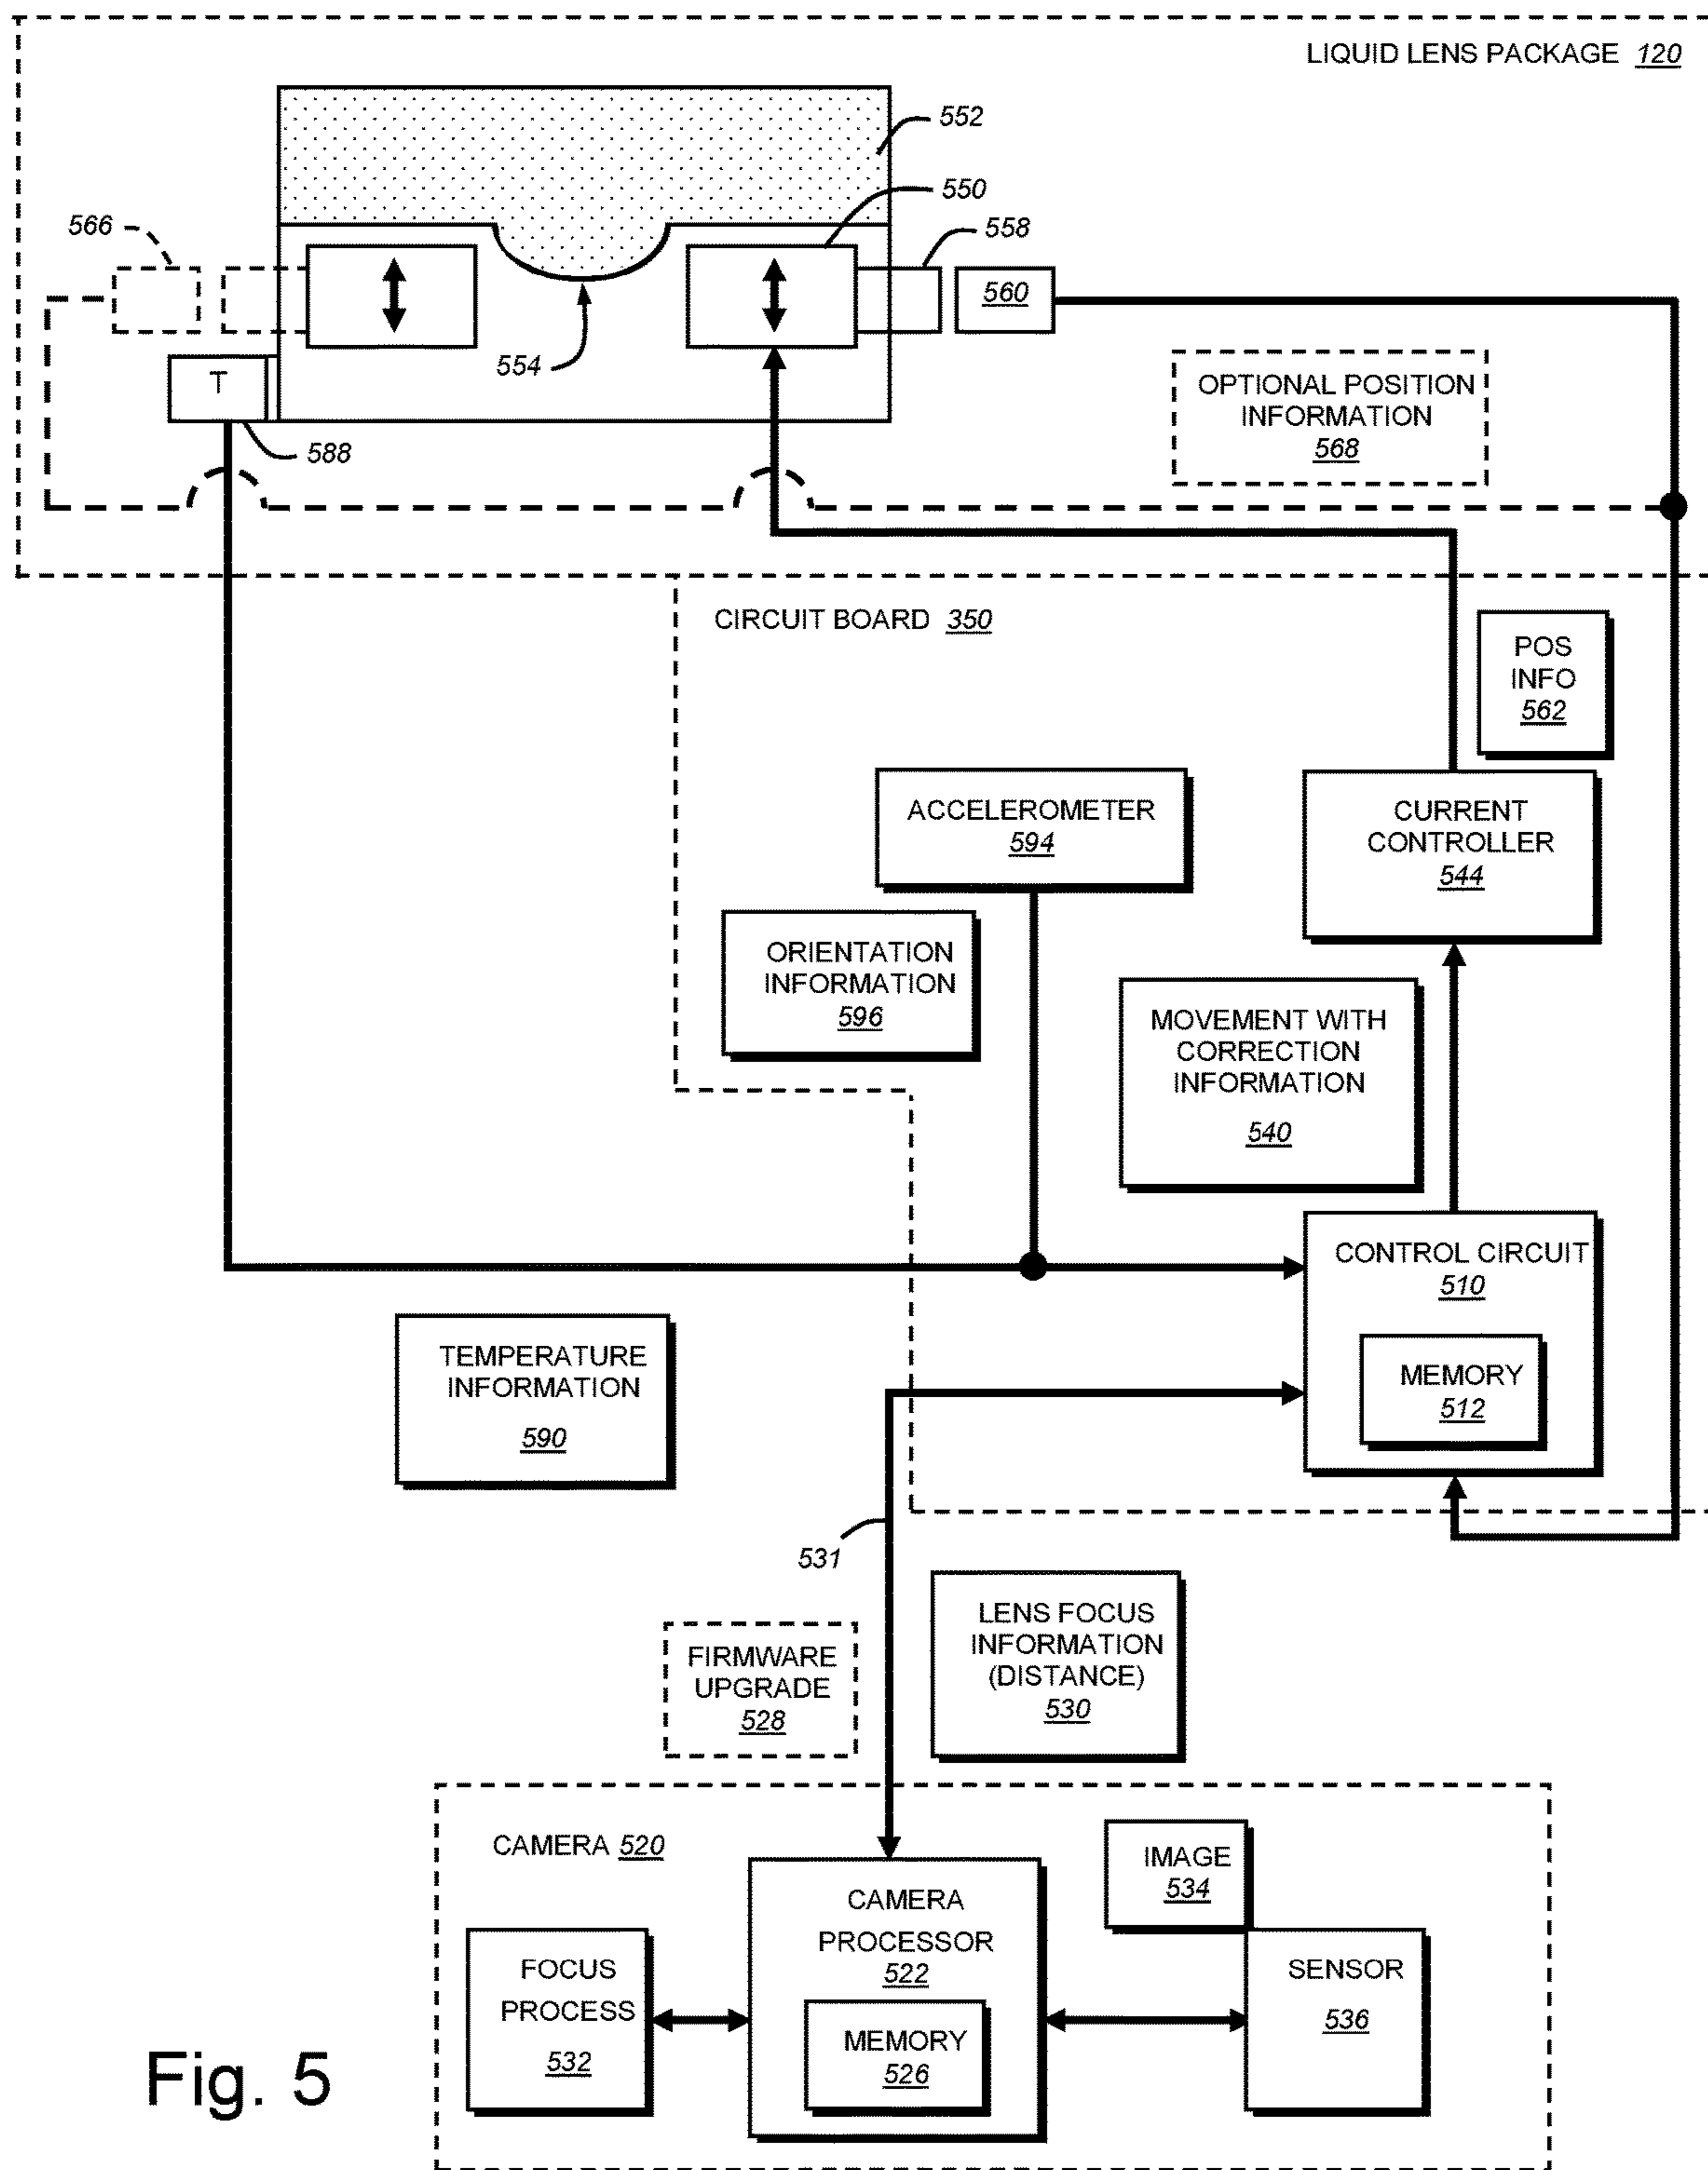 LIQUID LENS PACKAGE 120
552
550
566
558
560
554
T
588
OPTIONAL POSITION
INFORMATION
568
CIRCUIT BOARD 350
POS
INFO
562
ACCELEROMETER
594
CURRENT
CONTROLLER
544
ORIENTATION
INFORMATION
596
MOVEMENT WITH
CORRECTION
INFORMATION
540
CONTROL CIRCUIT
510
MEMORY
512
TEMPERATURE
INFORMATION
590
531
LENS FOCUS
INFORMATION
(DISTANCE)
530
FIRMWARE
UPGRADE
528
CAMERA 520
IMAGE
534
CAMERA
PROCESSOR
522
MEMORY
526
FOCUS
PROCESS
532
SENSOR
536
Fig. 5